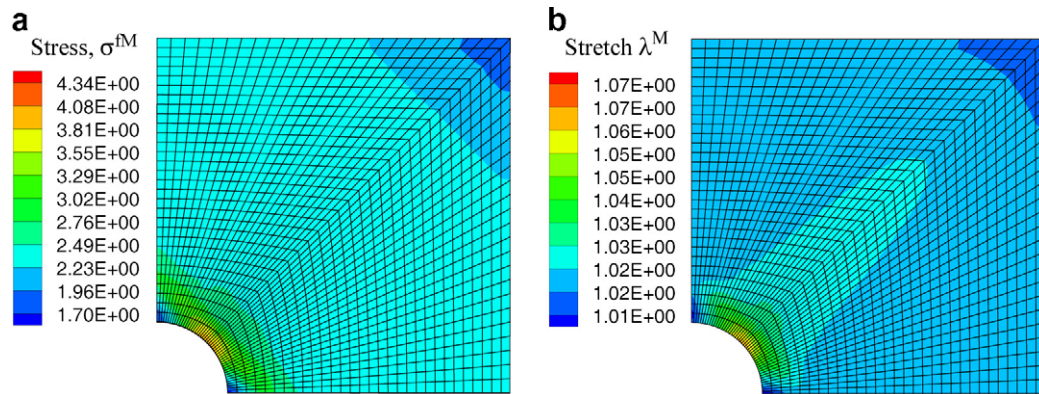 a
Stress, σfM
4.34E+00
4.08E+00
3.81E+00
3.55E+00
3.29E+00
3.02E+00
2.76E+00
2.49E+00
2.23E+00
1.96E+00
1.70E+00
b
Stretch λM
1.07E+00
1.07E+00
1.06E+00
1.05E+00
1.05E+00
1.04E+00
1.03E+00
1.03E+00
1.02E+00
1.02E+00
1.01E+00